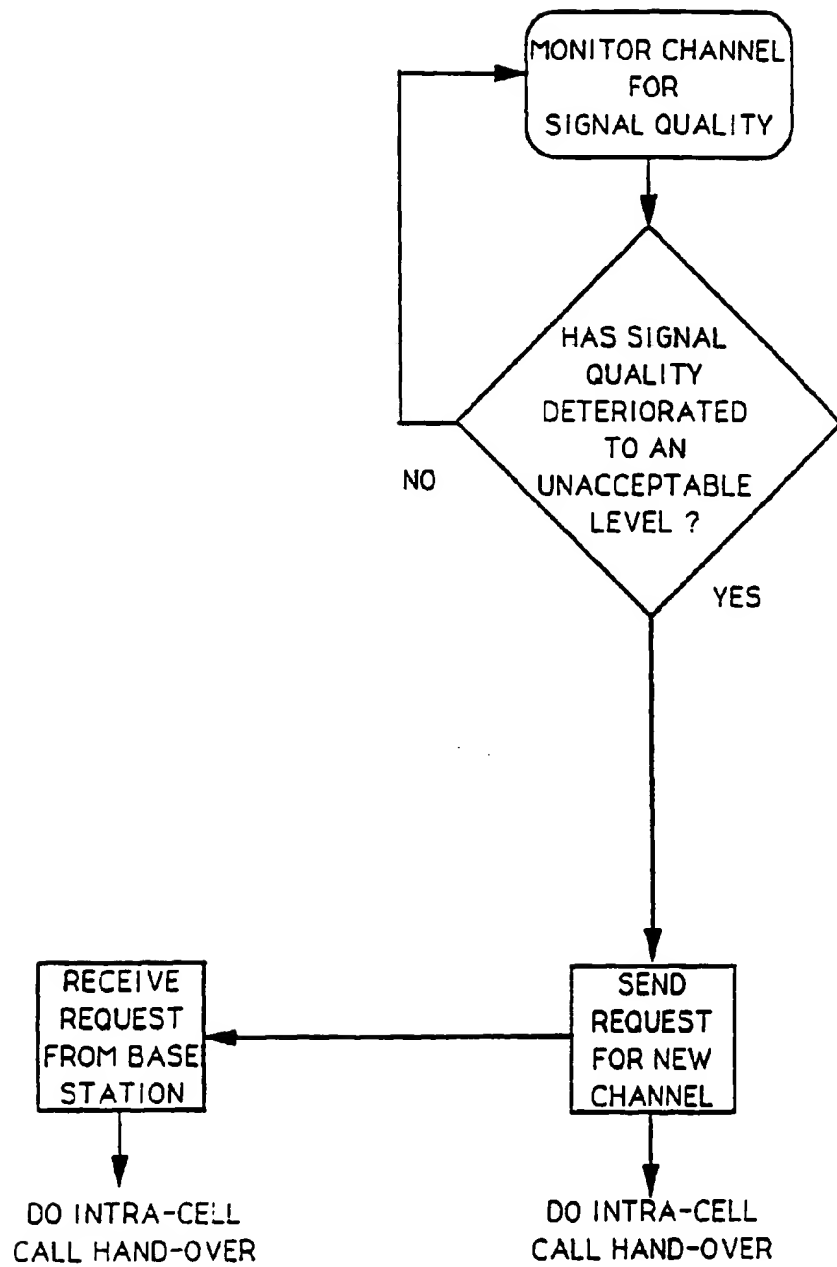 MONITOR CHANNEL
FOR
SIGNAL QUALITY
HAS SIGNAL
QUALITY
DETERIORATED
TO AN
UNACCEPTABLE
LEVEL ?
NO
YES
RECEIVE
REQUEST
FROM BASE
STATION
SEND
REQUEST
FOR NEW
CHANNEL
DO INTRA-CELL
CALL HAND-OVER
DO INTRA-CELL
CALL HAND-OVER